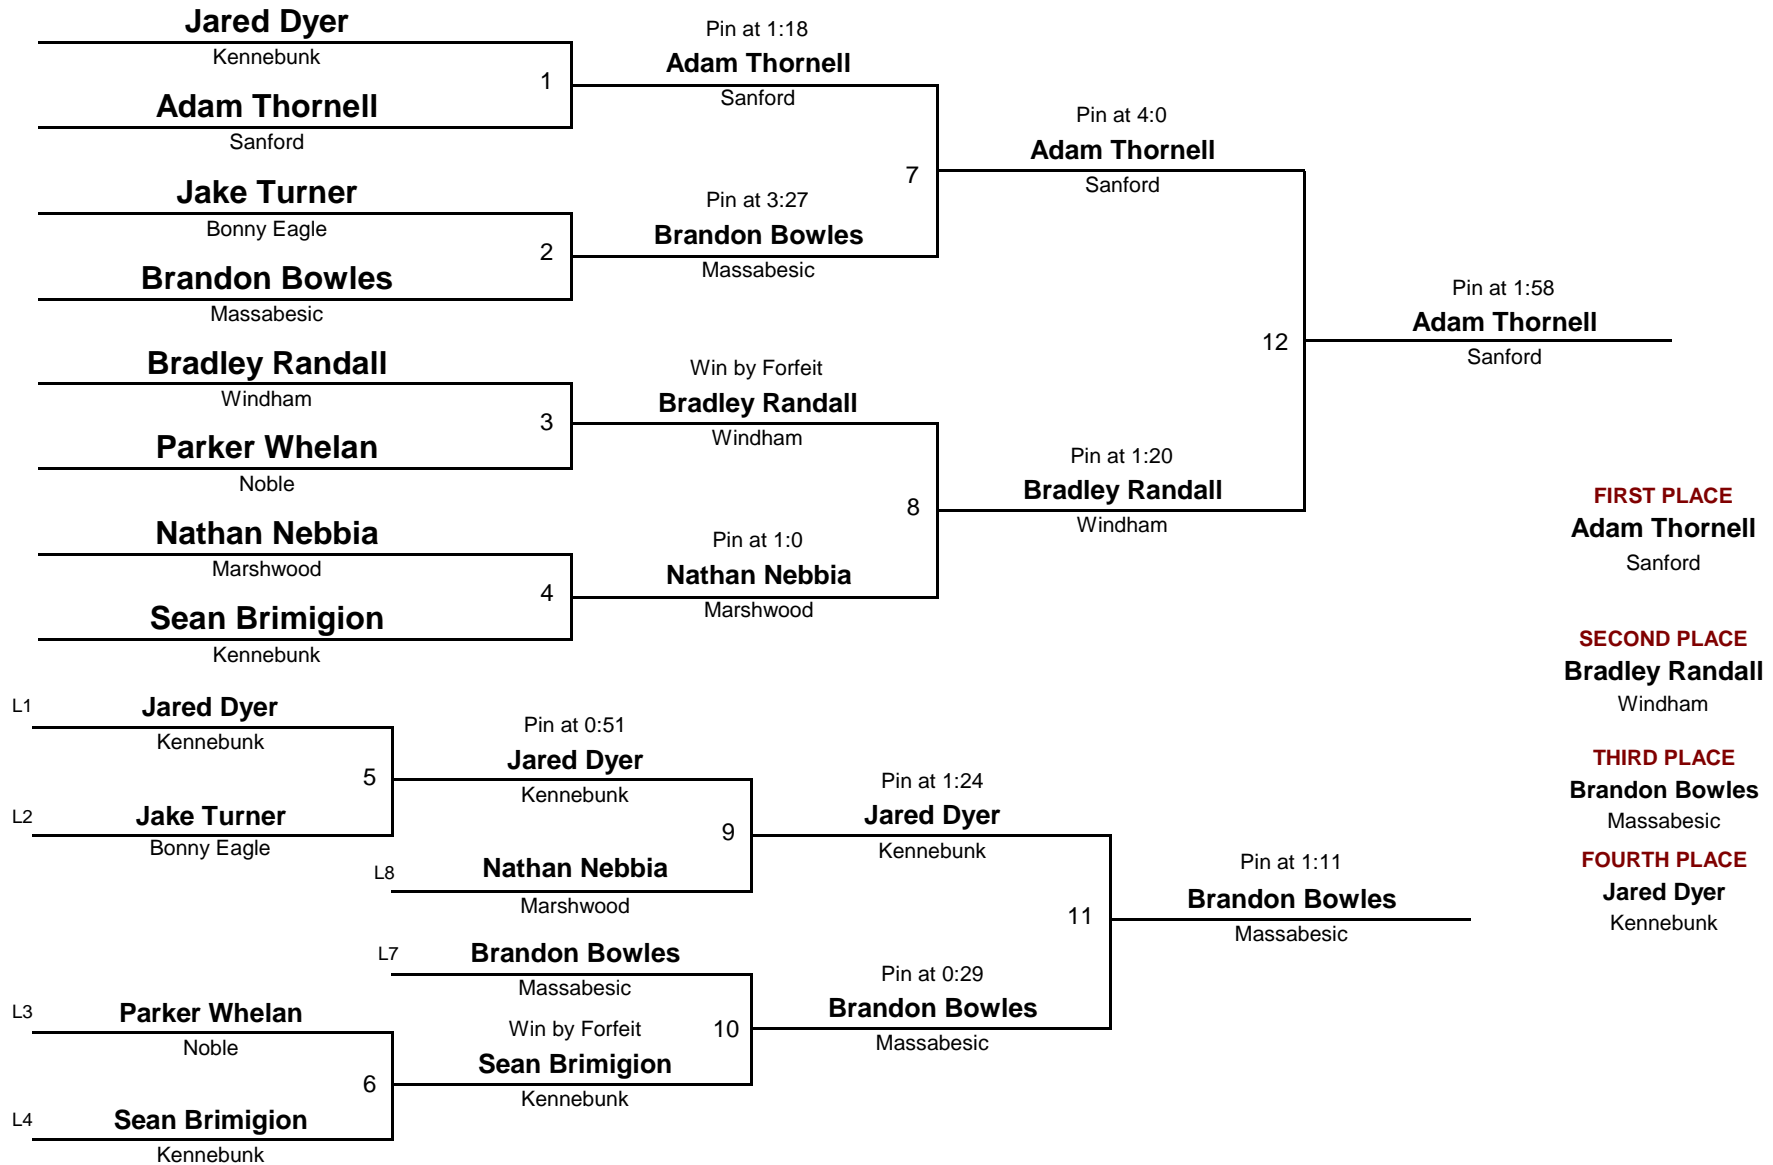 Jared Dyer
Kennebunk
1
Adam Thornell
Sanford
Jake Turner
Bonny Eagle
2
Brandon Bowles
Massabesic
Bradley Randall
Windham
3
Parker Whelan
Noble
Nathan Nebbia
Marshwood
4
Sean Brimigion
Kennebunk
Pin at 1:18
Adam Thornell
Sanford
7
Pin at 3:27
Brandon Bowles
Massabesic
Win by Forfeit
Bradley Randall
Windham
8
Pin at 1:0
Nathan Nebbia
Marshwood
Pin at 4:0
Adam Thornell
Sanford
12
Pin at 1:20
Bradley Randall
Windham
Pin at 1:58
Adam Thornell
Sanford
L1
Jared Dyer
Kennebunk
5
L2
Jake Turner
Bonny Eagle
L3
Parker Whelan
Noble
6
L4
Sean Brimigion
Kennebunk
Pin at 0:51
Jared Dyer
Kennebunk
9
L8
Nathan Nebbia
Marshwood
L7
Brandon Bowles
Massabesic
10
Win by Forfeit
Sean Brimigion
Kennebunk
Pin at 1:24
Jared Dyer
Kennebunk
11
Pin at 0:29
Brandon Bowles
Massabesic
Pin at 1:11
Brandon Bowles
Massabesic
FIRST PLACE
Adam Thornell
Sanford
SECOND PLACE
Bradley Randall
Windham
THIRD PLACE
Brandon Bowles
Massabesic
FOURTH PLACE
Jared Dyer
Kennebunk